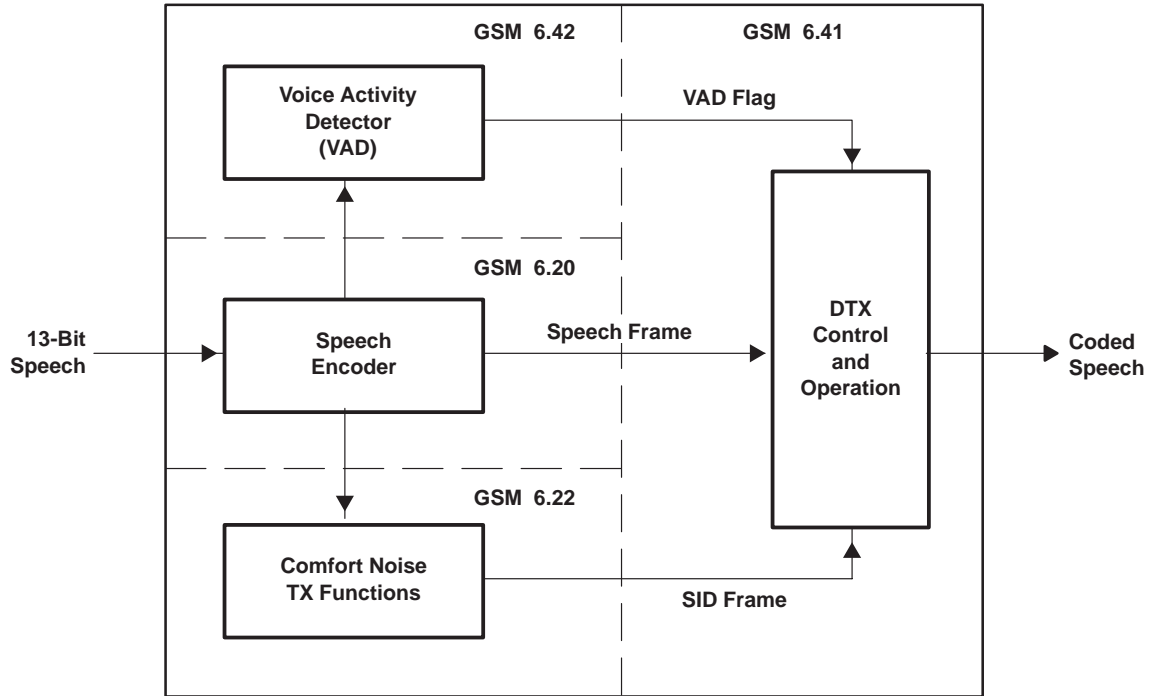 GSM 6.42
GSM 6.41
Voice Activity
Detector
(VAD)
VAD Flag
GSM 6.20
13-Bit
Speech
Speech
Encoder
Speech Frame
DTX
Control
and
Operation
Coded
Speech
GSM 6.22
Comfort Noise
TX Functions
SID Frame